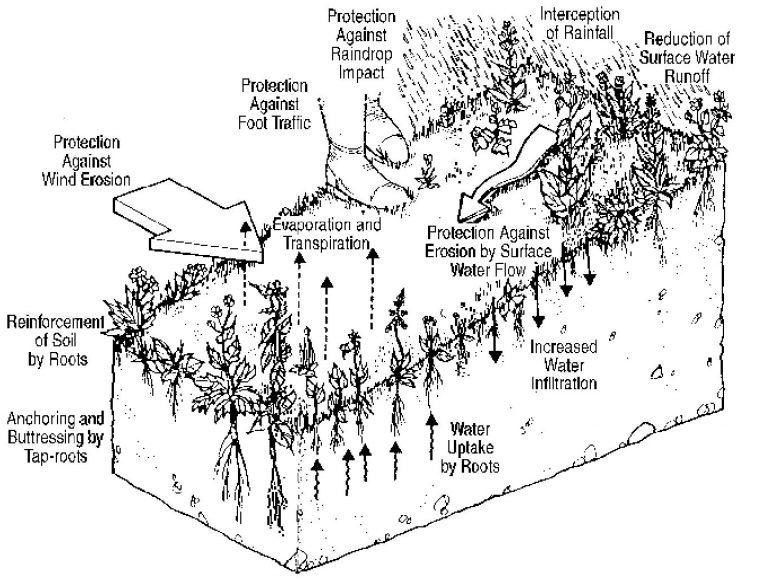 Protection
Against
Raindrop
Impact
Interception
of Rainfall
Reduction of
Surface Water
Runoff
Protection
Against
Foot Traffic
Protection
Against
Wind Erosion
Evaporation and
Transpiration
Protection Against
Erosion by Surface
Water Flow
Reinforcement
of Soil
by Roots
Increased
Water
Infiltration
Anchoring and
Buttressing by
Tap-roots
Water
Uptake
by Roots